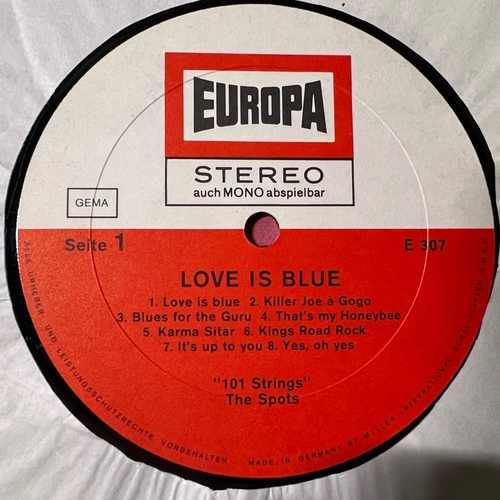 EUROPA
STEREO
auch MONO abspielbar
GEMA
Seite 1
E 307
LOVE IS BLUE
1. Love is blue 2. Killer Joe à Gogo
3. Blues for the Guru 4. That's my Honeybee
5. Karma Sitar 6. Kings Road Rock
7. It's up to you 8. Yes, oh yes
"101 Strings"
The Spots
URHEBER- UND LEISTUNGSSCHUTZRECHTE VORBEHALTEN · MADE IN GERMANY BY MILLER